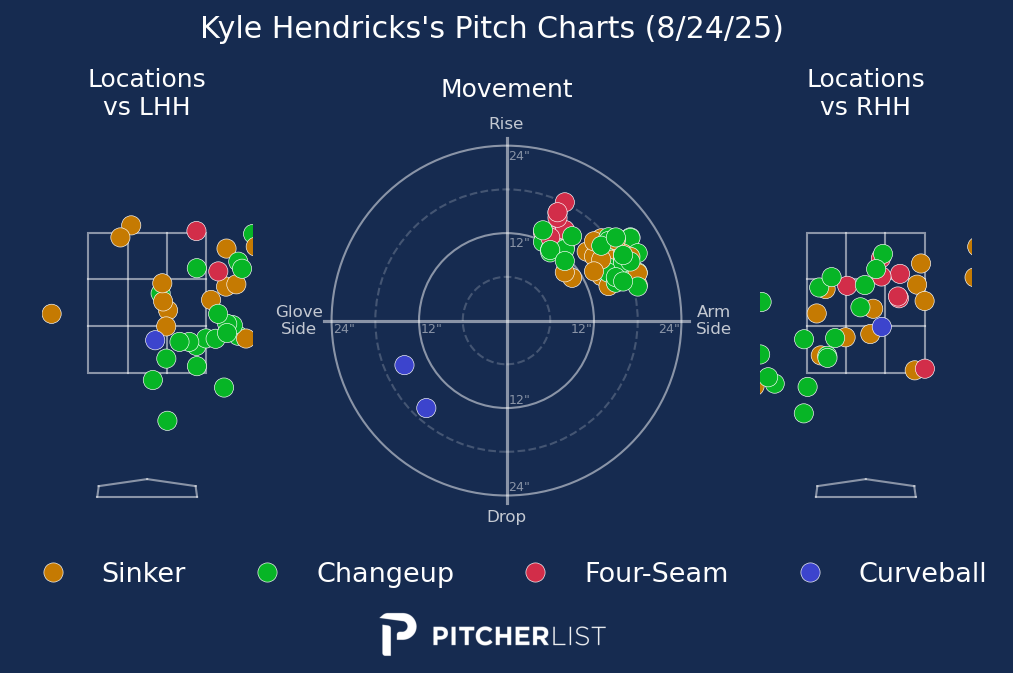 Kyle Hendricks's Pitch Charts (8/24/25)
Locations
vs LHH
Movement
Locations
vs RHH
Rise
24"
12"
Glove
Side
24"
12"
12"
24"
Arm
Side
12"
24"
Drop
Sinker
Changeup
Four-Seam
Curveball
PITCHERLIST